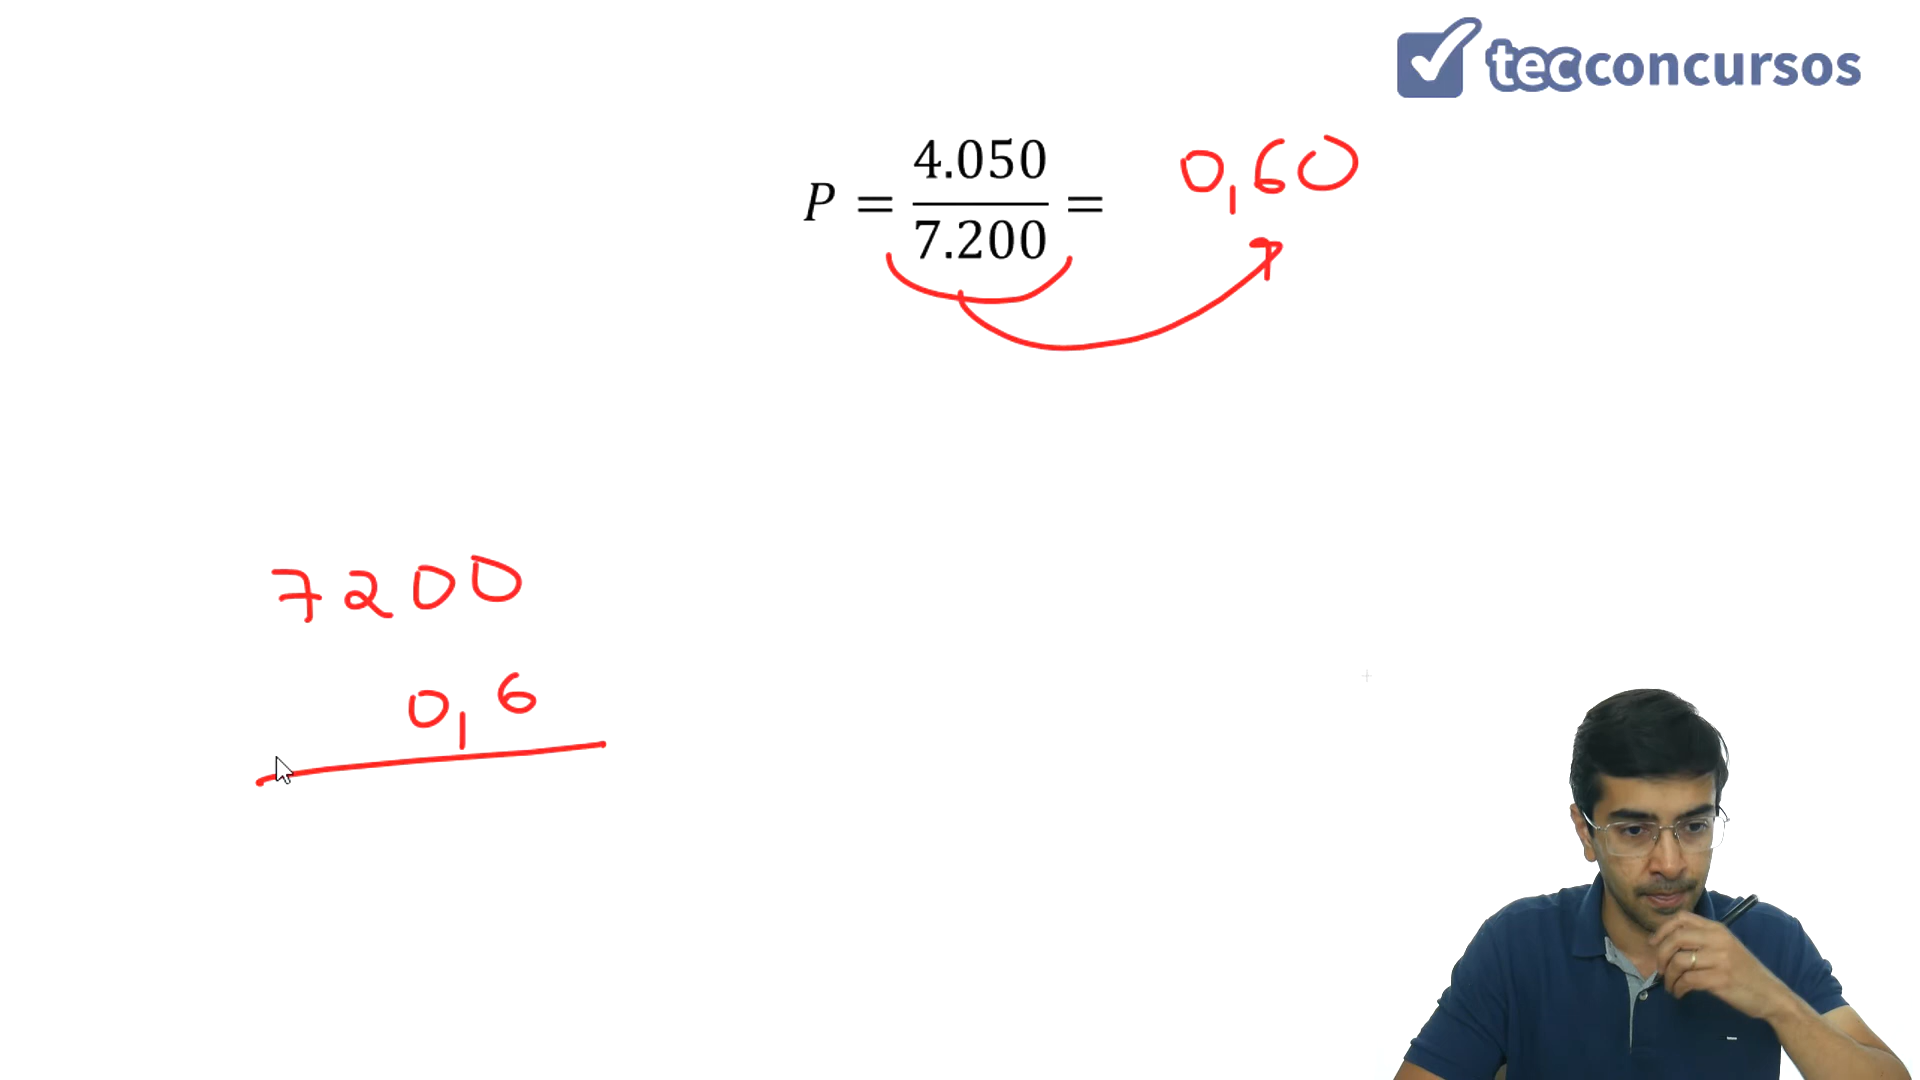 tecconcursos
P = 4.050 / 7.200 = 0,60
7200
0,6